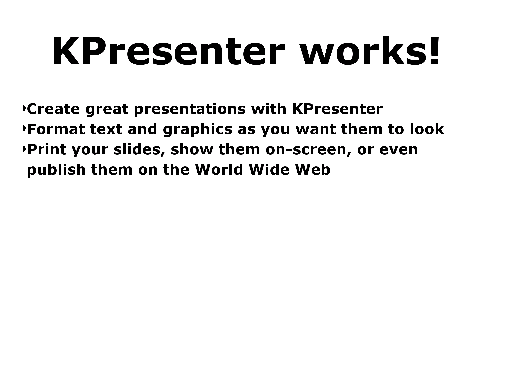 KPresenter works!
Create great presentations with KPresenter
Format text and graphics as you want them to look
Print your slides, show them on-screen, or even
publish them on the World Wide Web